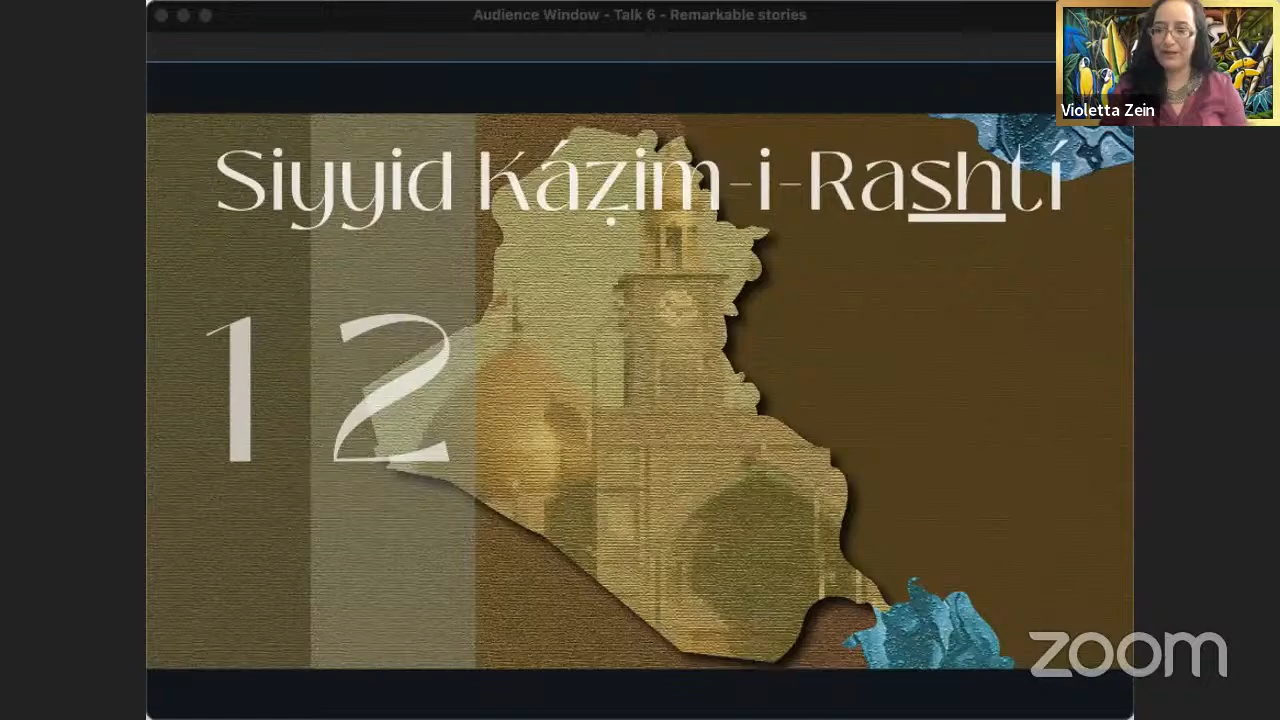 Audience Window - Talk 6 - Remarkable stories
Violetta Zein
Siyyid Káẓim-i-Rashtí
12
zoom